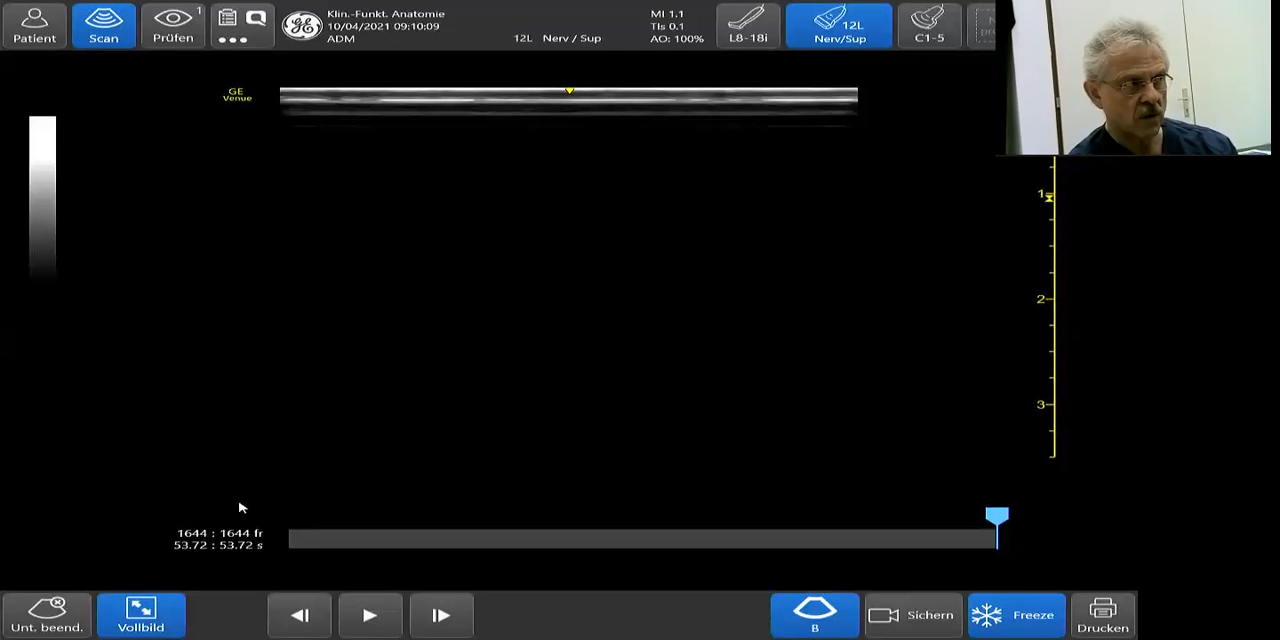 Patient
Scan
Prüfen
1
Klin.-Funkt. Anatomie
10/04/2021 09:10:09
ADM
12L Nerv / Sup
MI 1.1
TIs 0.1
AO: 100%
L8-18i
12L
Nerv/Sup
C1-5
GE
Venue
1
2
3
1644 : 1644 fr
53.72 : 53.72 s
Unt. beend.
Vollbild
B
Sichern
Freeze
Drucken